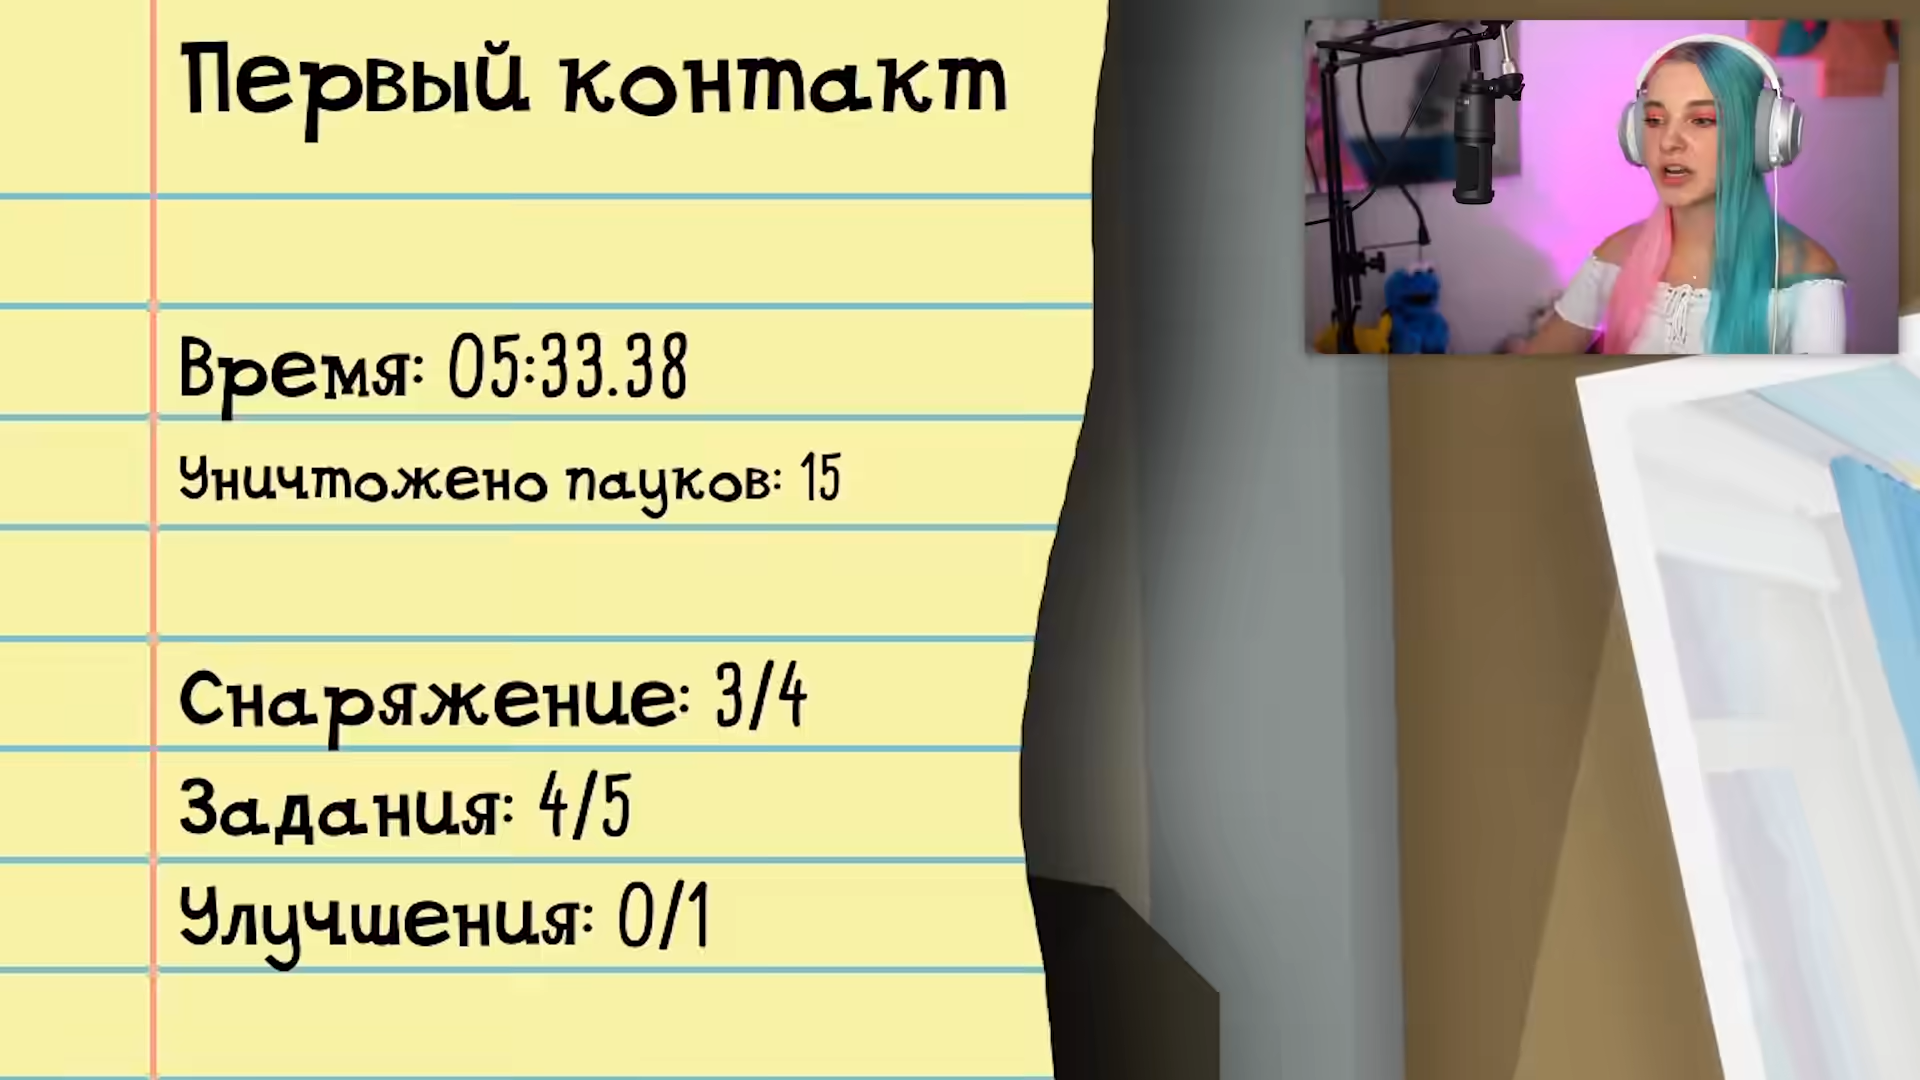 Первый контакт
Время: 05:33.38
Уничтожено пауков: 15
Снаряжение: 3/4
Задания: 4/5
Улучшения: 0/1